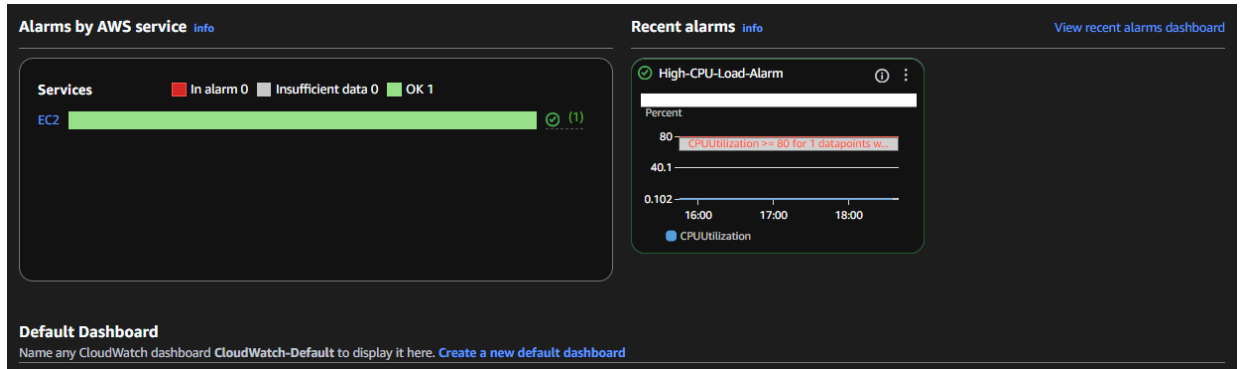 Alarms by AWS service info
Recent alarms info
View recent alarms dashboard
Services
In alarm 0 Insufficient data 0 OK 1
EC2
(1)
High-CPU-Load-Alarm
Percent
80
CPUUtilization >= 80 for 1 datapoints w...
40.1
0.102
16:00 17:00 18:00
CPUUtilization
Default Dashboard
Name any CloudWatch dashboard CloudWatch-Default to display it here. Create a new default dashboard